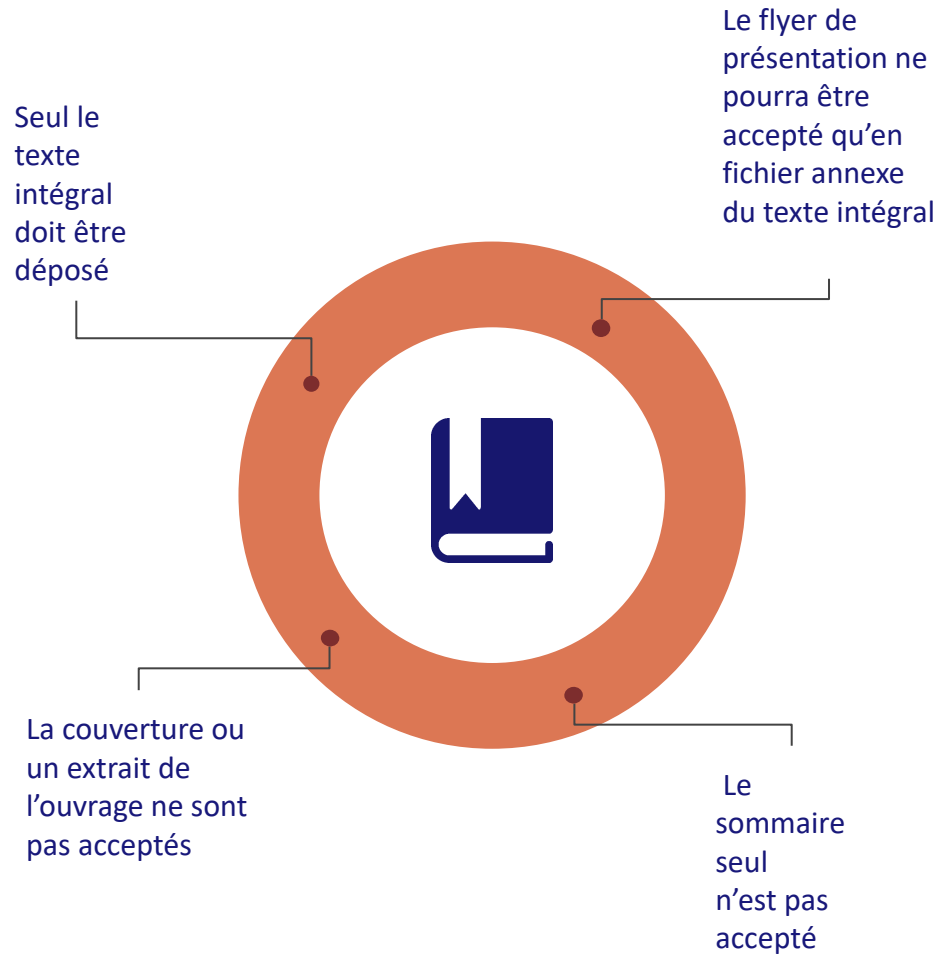 Seul le
texte
intégral
doit être
déposé
Le flyer de
présentation ne
pourra être
accepté qu’en
fichier annexe
du texte intégral
La couverture ou
un extrait de
l’ouvrage ne sont
pas acceptés
Le
sommaire
seul
n’est pas
accepté